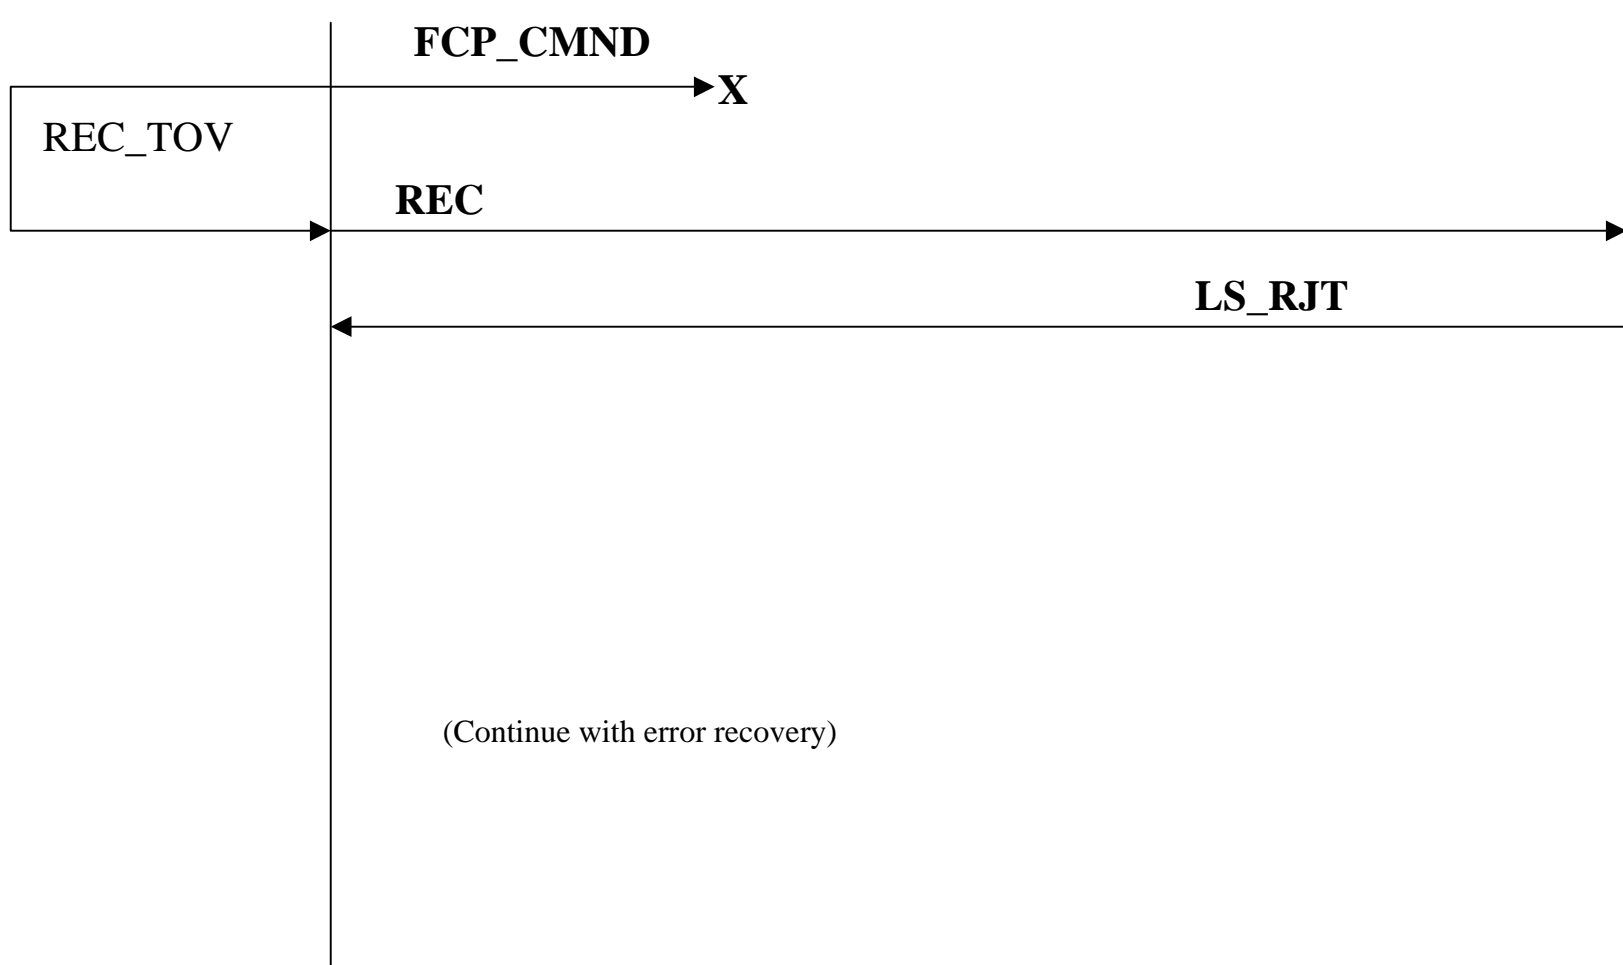 FCP_CMND
X
REC_TOV
REC
LS_RJT
(Continue with error recovery)